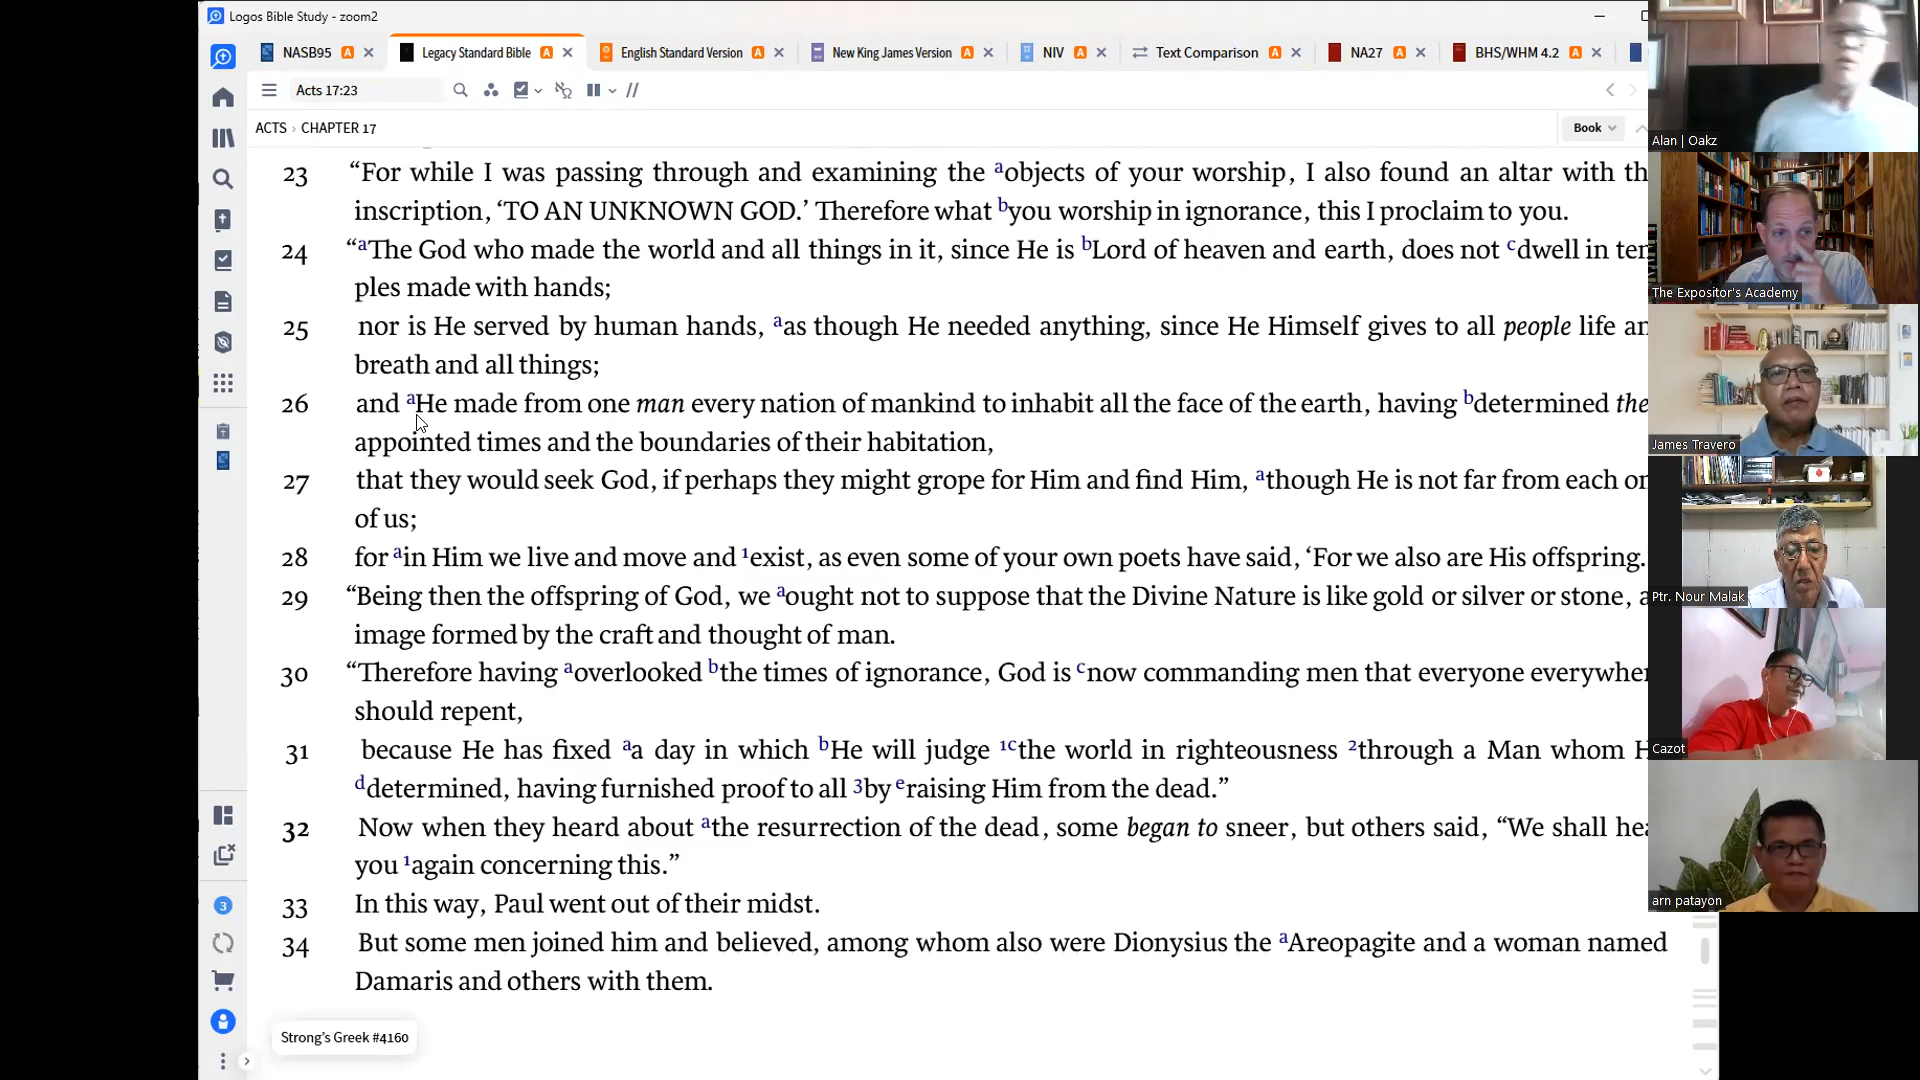 Logos Bible Study - zoom2
NASB95 A
Legacy Standard Bible A
English Standard Version A
New King James Version A
NIV A
Text Comparison A
NA27 A
BHS/WHM 4.2 A
Acts 17:23
ACTS › CHAPTER 17
Book
23 “For while I was passing through and examining the aobjects of your worship, I also found an altar with th
inscription, ‘TO AN UNKNOWN GOD.’ Therefore what byou worship in ignorance, this I proclaim to you.
24 “aThe God who made the world and all things in it, since He is bLord of heaven and earth, does not cdwell in tem
ples made with hands;
25 nor is He served by human hands, aas though He needed anything, since He Himself gives to all people life an
breath and all things;
26 and aHe made from one man every nation of mankind to inhabit all the face of the earth, having bdetermined the
appointed times and the boundaries of their habitation,
27 that they would seek God, if perhaps they might grope for Him and find Him, athough He is not far from each on
of us;
28 for ain Him we live and move and 1exist, as even some of your own poets have said, ‘For we also are His offspring.
29 “Being then the offspring of God, we aought not to suppose that the Divine Nature is like gold or silver or stone, a
image formed by the craft and thought of man.
30 “Therefore having aoverlooked bthe times of ignorance, God is cnow commanding men that everyone everywher
should repent,
31 because He has fixed aa day in which bHe will judge 1cthe world in righteousness 2through a Man whom H
ddetermined, having furnished proof to all 3by eraising Him from the dead.”
32 Now when they heard about athe resurrection of the dead, some began to sneer, but others said, “We shall hea
you 1again concerning this.”
33 In this way, Paul went out of their midst.
34 But some men joined him and believed, among whom also were Dionysius the aAreopagite and a woman named
Damaris and others with them.
3
Strong’s Greek #4160
Alan | Oakz
The Expositor's Academy
James Travero
Ptr. Nour Malak
Cazot
arn patayon